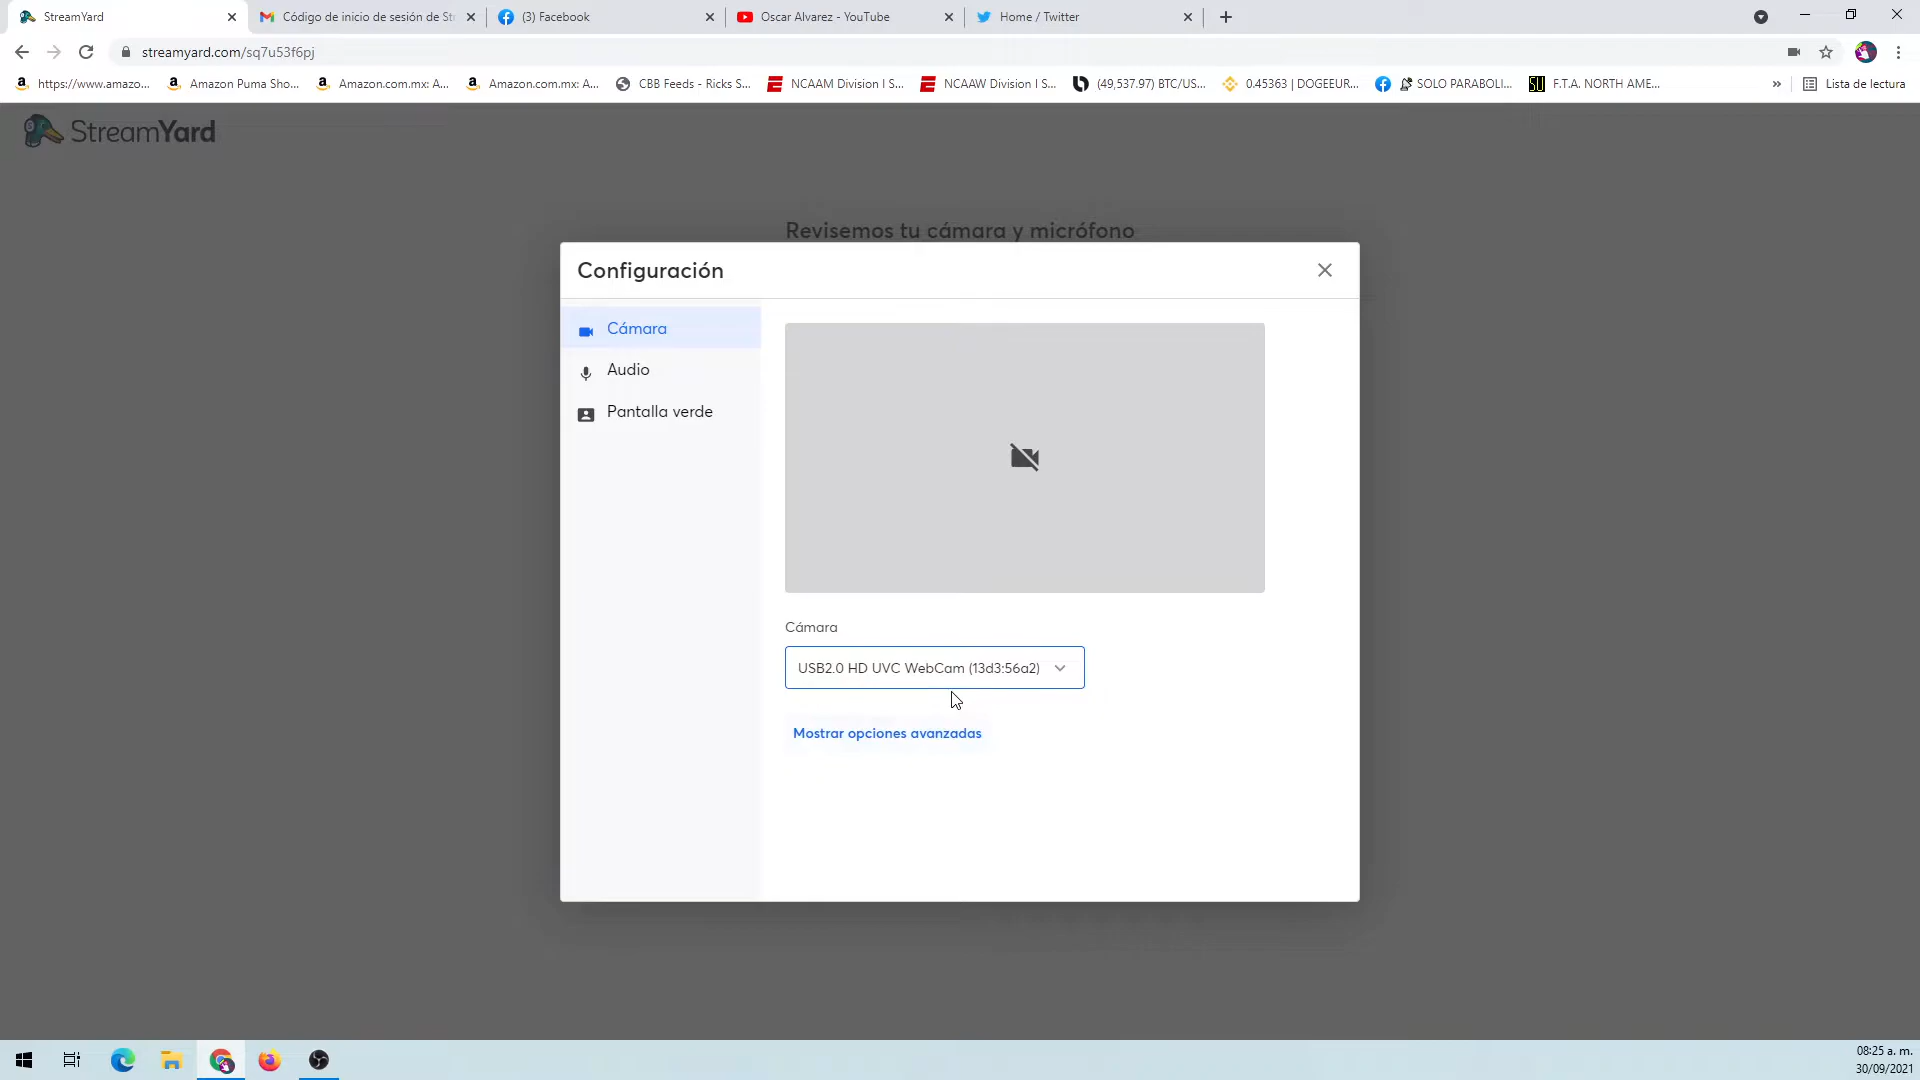 StreamYard
Código de inicio de sesión de St
(3) Facebook
Oscar Alvarez - YouTube
Home / Twitter
streamyard.com/sq7u53f6pj
https://www.amazo...
Amazon Puma Sho...
Amazon.com.mx: A...
Amazon.com.mx: A...
CBB Feeds - Ricks S...
NCAAM Division I S...
NCAAW Division I S...
(49,537.97) BTC/US...
0.45363 | DOGEEUR...
SOLO PARABOLI...
F.T.A. NORTH AME...
»
Lista de lectura
StreamYard
Revisemos tu cámara y micrófono
Configuración
Cámara
Audio
Pantalla verde
Cámara
USB2.0 HD UVC WebCam (13d3:56a2)
Mostrar opciones avanzadas
08:25 a. m.
30/09/2021